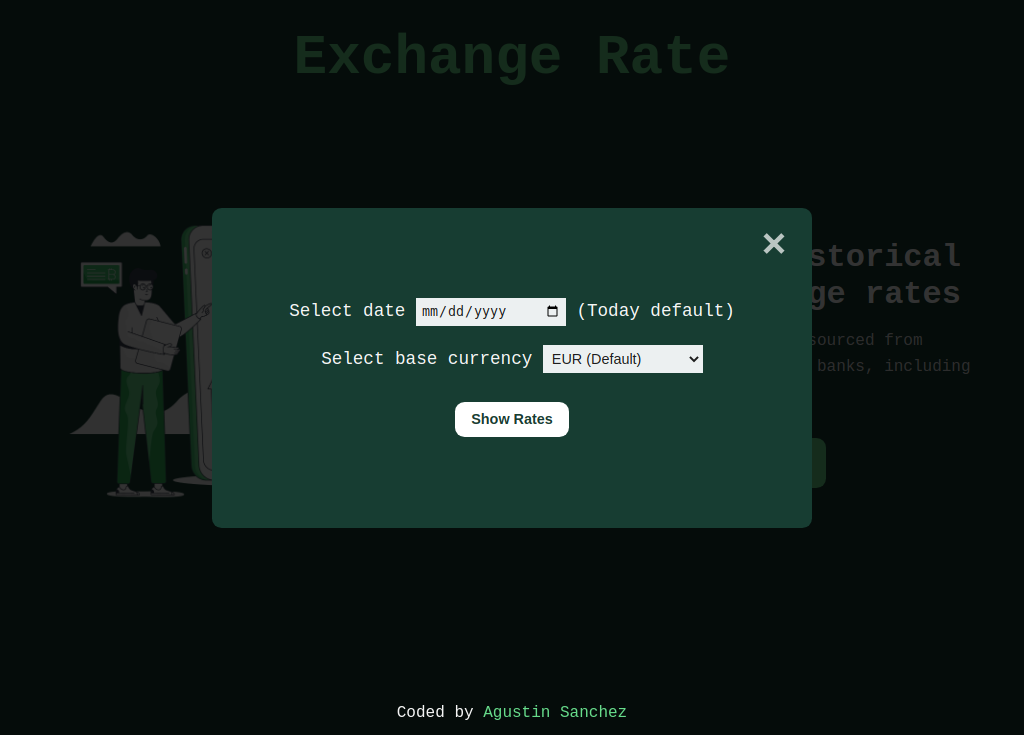 Exchange Rate
storical
ge rates
sourced from
banks, including
Select date mm/dd/yyyy (Today default)
Select base currency EUR (Default)
Show Rates
Coded by Agustin Sanchez